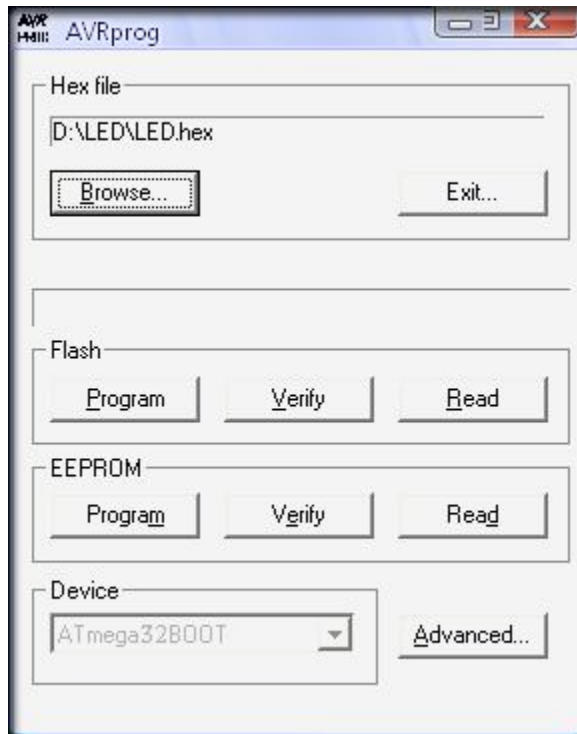 AVRprog
Hex file
D:\LED\LED.hex
Browse...
Exit...
Flash
Program
Verify
Read
EEPROM
Program
Verify
Read
Device
ATmega32BOOT
Advanced...